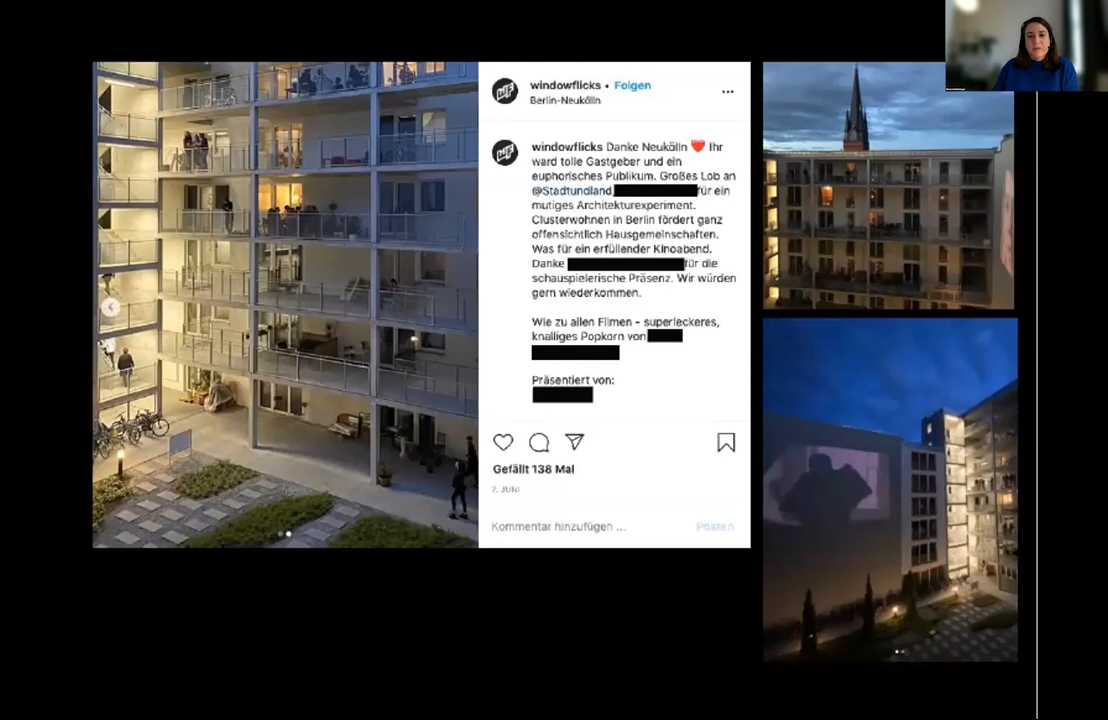 windowflicks • Folgen
Berlin-Neukölln
windowflicks Danke Neukölln ❤️ Ihr
ward tolle Gastgeber und ein
euphorisches Publikum. Großes Lob an
@Stadtundland für ein
mutiges Architekturexperiment.
Clusterwohnen in Berlin fördert ganz
offensichtlich Hausgemeinschaften.
Was für ein erfüllender Kinoabend.
Danke für die
schauspielerische Präsenz. Wir würden
gern wiederkommen.
Wie zu allen Filmen - superleckeres,
knalliges Popkorn von
Präsentiert von:
Gefällt 138 Mal
7. JUNI
Kommentar hinzufügen ...
Posten